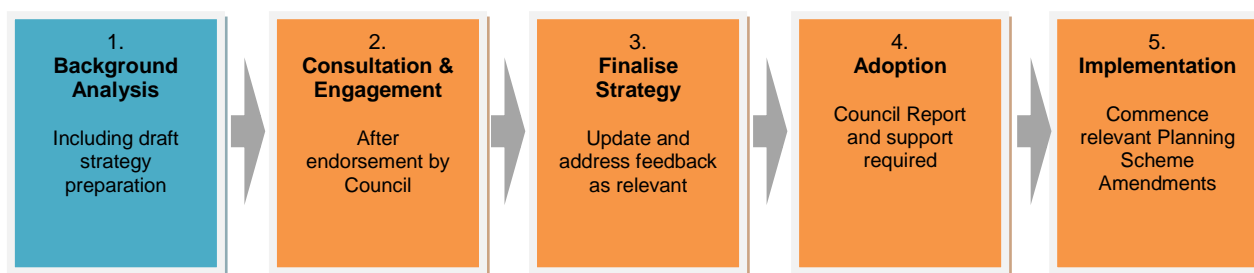 1.
Background
Analysis
Including draft
strategy
preparation
2.
Consultation &
Engagement
After
endorsement by
Council
3.
Finalise
Strategy
Update and
address feedback
as relevant
4.
Adoption
Council Report
and support
required
5.
Implementation
Commence
relevant Planning
Scheme
Amendments